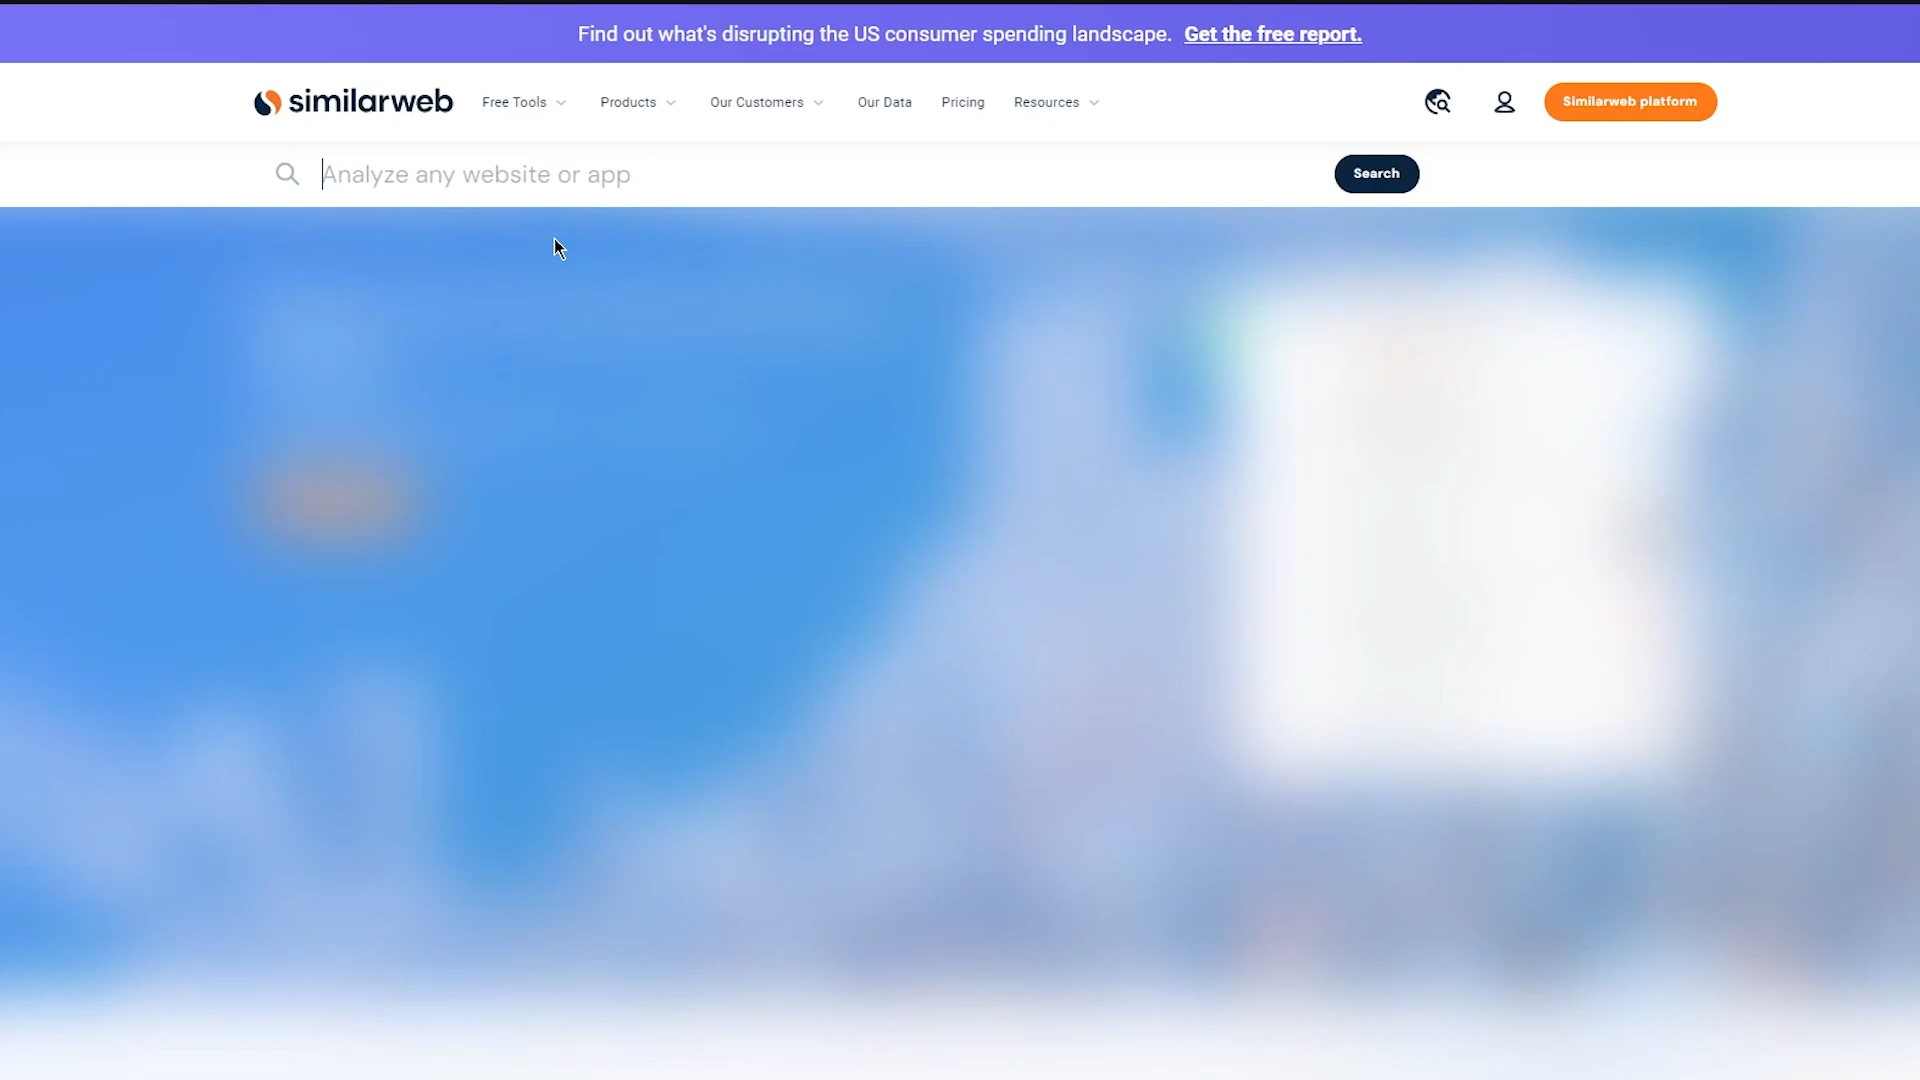 Find out what's disrupting the US consumer spending landscape. Get the free report.
similarweb Free Tools Products Our Customers Our Data Pricing Resources Similarweb platform
Analyze any website or app Search